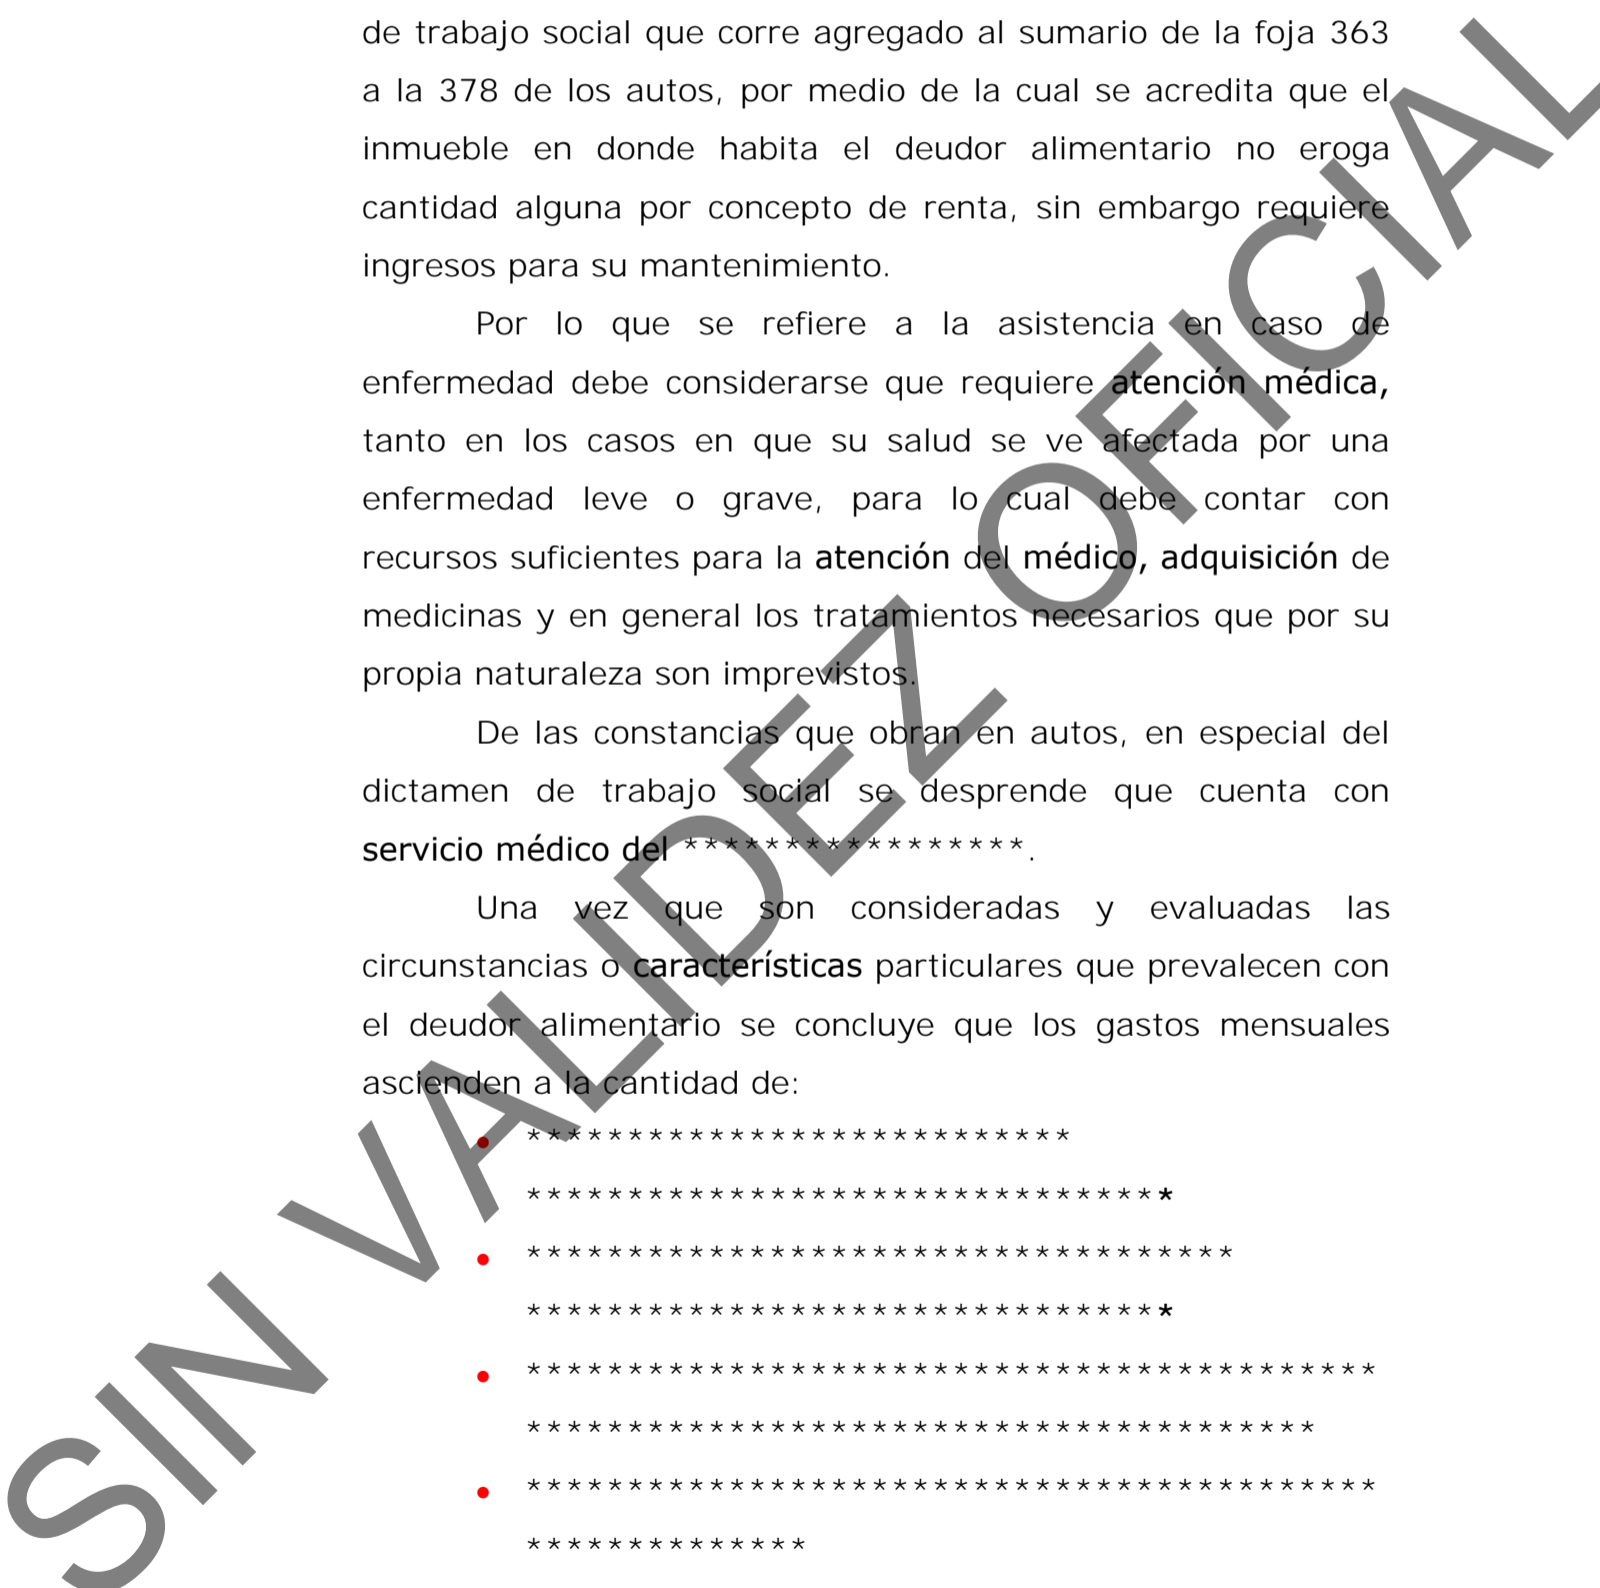 de trabajo social que corre agregado al sumario de la foja 363
a la 378 de los autos, por medio de la cual se acredita que el
inmueble en donde habita el deudor alimentario no eroga
cantidad alguna por concepto de renta, sin embargo requiere
ingresos para su mantenimiento.
Por lo que se refiere a la asistencia en caso de
enfermedad debe considerarse que requiere atención médica,
tanto en los casos en que su salud se ve afectada por una
enfermedad leve o grave, para lo cual debe contar con
recursos suficientes para la atención del médico, adquisición de
medicinas y en general los tratamientos necesarios que por su
propia naturaleza son imprevistos.
De las constancias que obran en autos, en especial del
dictamen de trabajo social se desprende que cuenta con
servicio médico del *****************.
Una vez que son consideradas y evaluadas las
circunstancias o características particulares que prevalecen con
el deudor alimentario se concluye que los gastos mensuales
ascienden a la cantidad de:
• ***************************
********************************
• ***********************************
********************************
• ******************************************
***************************************
• ******************************************
**************
SIN VALIDEZ OFICIAL